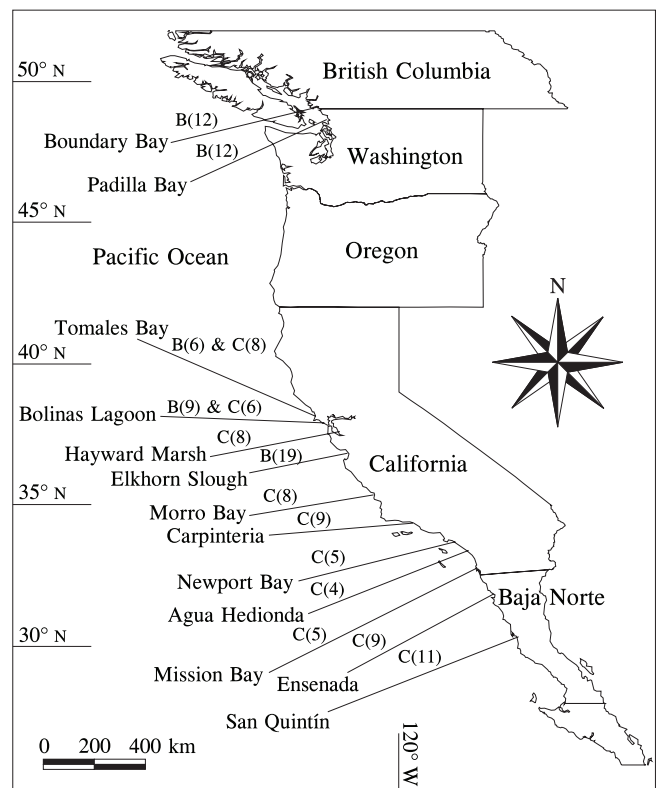 50° N
British Columbia
B(12)
Boundary Bay
B(12)
Washington
Padilla Bay
45° N
Pacific Ocean
Oregon
N
Tomales Bay
B(6) & C(8)
40° N
Bolinas Lagoon
B(9) & C(6)
C(8)
Hayward Marsh
B(19)
California
Elkhorn Slough
35° N
C(8)
Morro Bay
C(9)
Carpinteria
C(5)
Newport Bay
C(4)
Baja Norte
Agua Hedionda
C(5)
30° N
C(9)
C(11)
Mission Bay
Ensenada
San Quintín
120° W
0 200 400 km